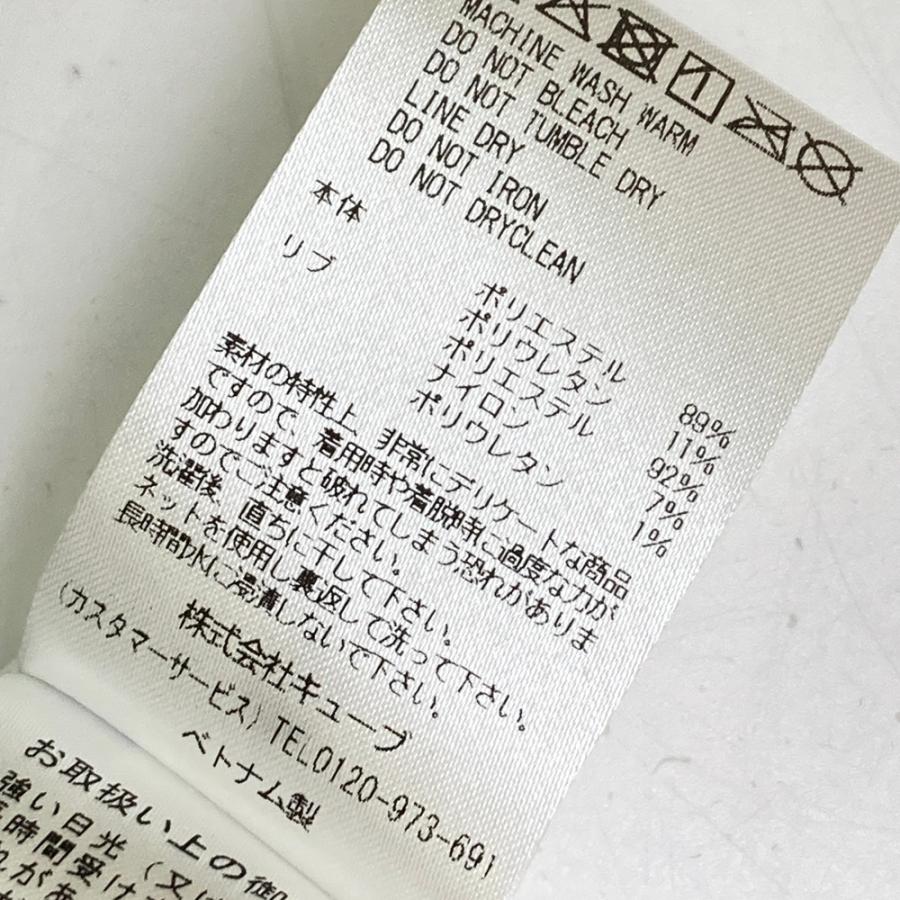 MACHINE WASH WARM
DO NOT BLEACH
DO NOT TUMBLE DRY
LINE DRY
DO NOT IRON
DO NOT DRYCLEAN
本体 ポリエステル 89%
ポリウレタン 11%
リブ ポリエステル 92%
ナイロン 7%
ポリウレタン 1%
素材の特性上、非常にデリケートな商品
ですので、着用時や着脱時に過度な力が
加わりますと破れてしまう恐れがありま
すのでご注意ください。
洗濯後、直ちに干して下さい。
ネットを使用し裏返して洗って下さい。
長時間水に浸漬しないで下さい。
株式会社キューブ
(カスタマーサービス) TEL0120-973-691
ベトナム製
お取扱い上の御
強い日光(又は
時間受け